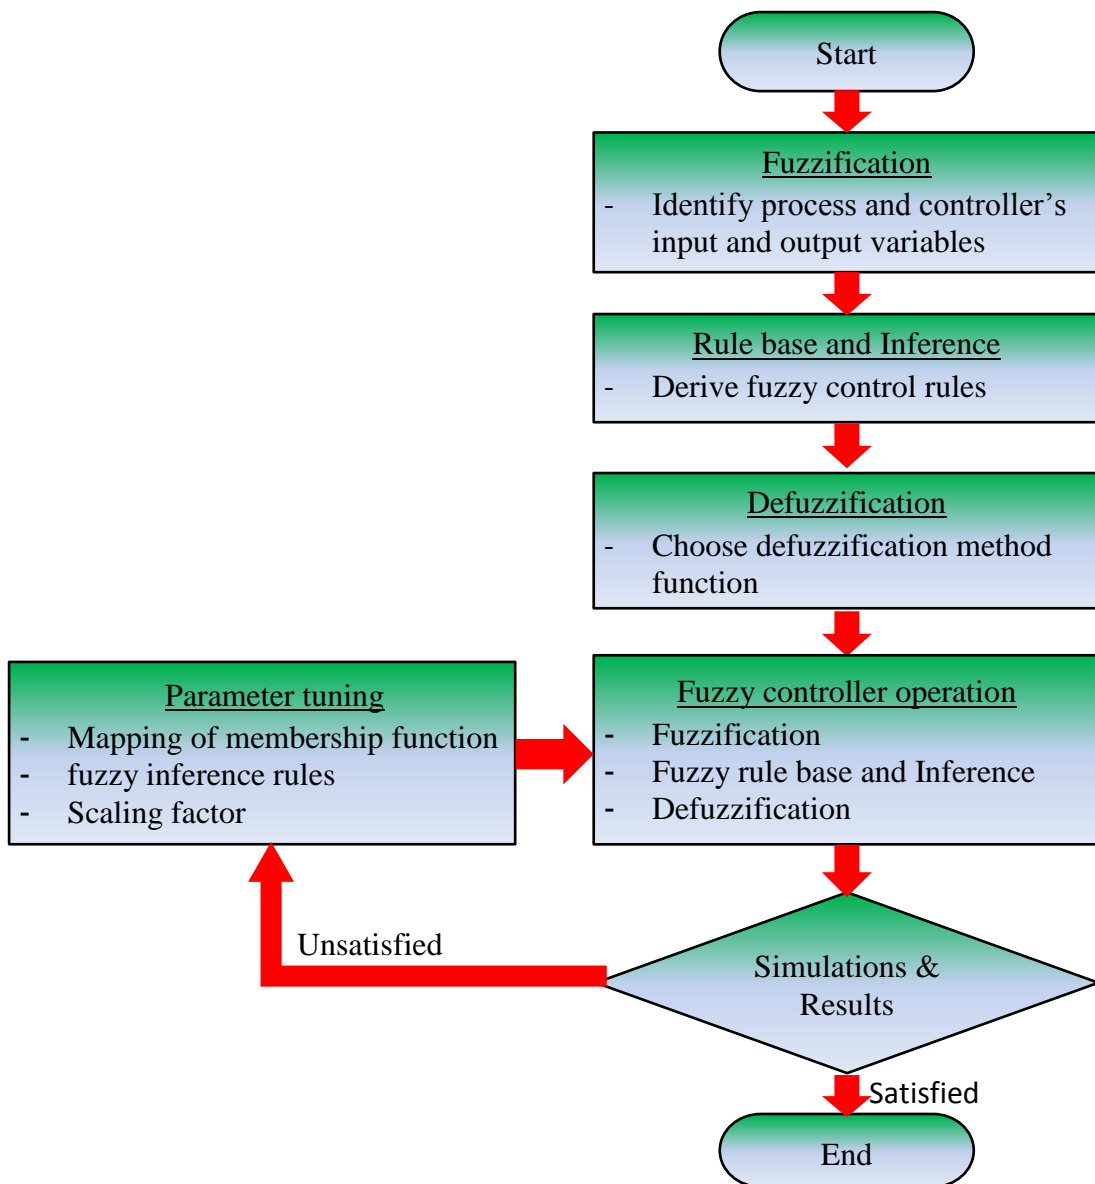 Start
Fuzzification
- Identify process and controller’s
input and output variables
Rule base and Inference
- Derive fuzzy control rules
Defuzzification
- Choose defuzzification method
function
Parameter tuning
- Mapping of membership function
- fuzzy inference rules
- Scaling factor
Fuzzy controller operation
- Fuzzification
- Fuzzy rule base and Inference
- Defuzzification
Unsatisfied
Simulations &
Results
Satisfied
End